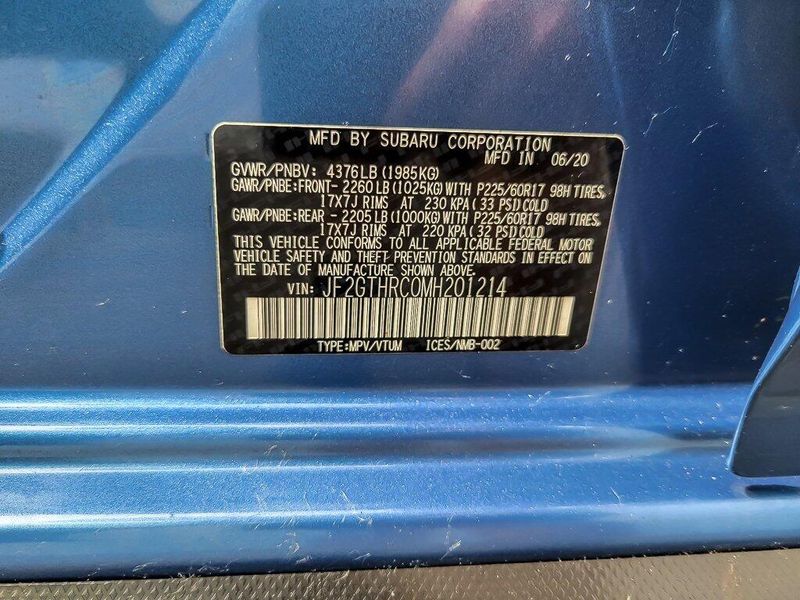 MFD BY SUBARU CORPORATION
MFD IN 06/20
GVWR/PNBV: 4376LB (1985KG)
GAWR/PNBE:FRONT- 2260LB (1025KG) WITH P225/60R17 98H TIRES,
17X7J RIMS AT 230 KPA (33 PSI) COLD
GAWR/PNBE:REAR - 2205LB (1000KG) WITH P225/60R17 98H TIRES,
17X7J RIMS AT 220 KPA (32 PSI) COLD
THIS VEHICLE CONFORMS TO ALL APPLICABLE FEDERAL MOTOR
VEHICLE SAFETY AND THEFT PREVENTION STANDARDS IN EFFECT ON
THE DATE OF MANUFACTURE SHOWN ABOVE.
VIN: JF2GTHRC0MH201214
TYPE:MPV/VTUM ICES/NMB-002